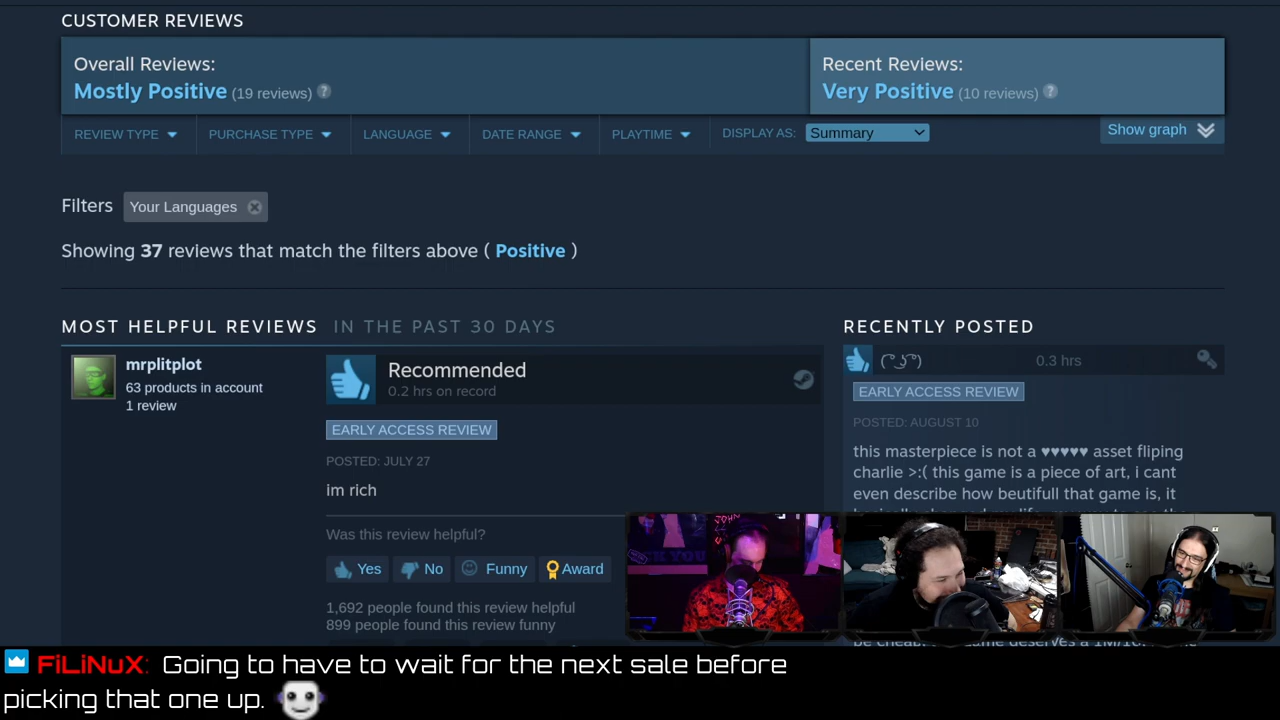 CUSTOMER REVIEWS
Overall Reviews:
Mostly Positive (19 reviews) ?
Recent Reviews:
Very Positive (10 reviews) ?
REVIEW TYPE PURCHASE TYPE LANGUAGE DATE RANGE PLAYTIME DISPLAY AS: Summary Show graph
Filters Your Languages
Showing 37 reviews that match the filters above ( Positive )
MOST HELPFUL REVIEWS IN THE PAST 30 DAYS
mrplitplot
63 products in account
1 review
Recommended
0.2 hrs on record
EARLY ACCESS REVIEW
POSTED: JULY 27
im rich
Was this review helpful?
Yes No Funny Award
1,692 people found this review helpful
899 people found this review funny
RECENTLY POSTED
( ͡° ͜ʖ ͡°) 0.3 hrs
EARLY ACCESS REVIEW
POSTED: AUGUST 10
this masterpiece is not a ♥♥♥♥♥ asset fliping
charlie >:( this game is a piece of art, i cant
even describe how beutifull that game is, it
FiLiNuX: Going to have to wait for the next sale before
picking that one up.